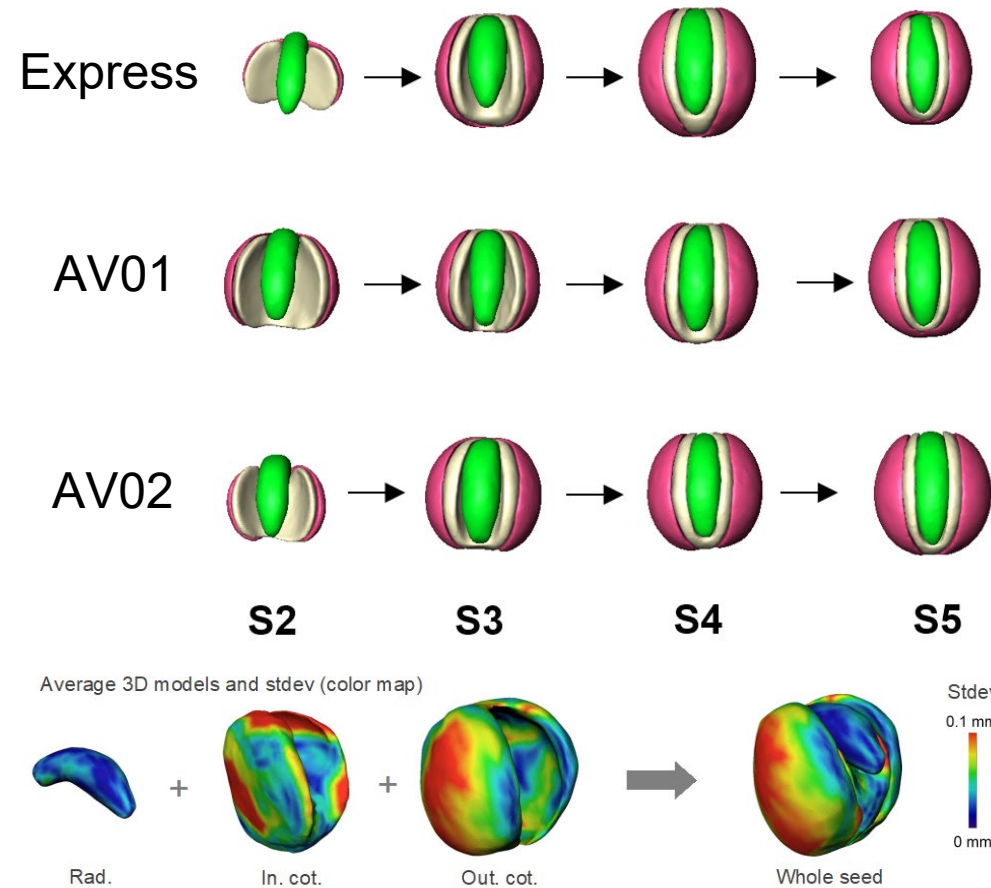 Express
AV01
AV02
S2 S3 S4 S5
Average 3D models and stdev (color map)
Stdev
0.1 mm
0 mm
+ +
Rad. In. cot. Out. cot. Whole seed